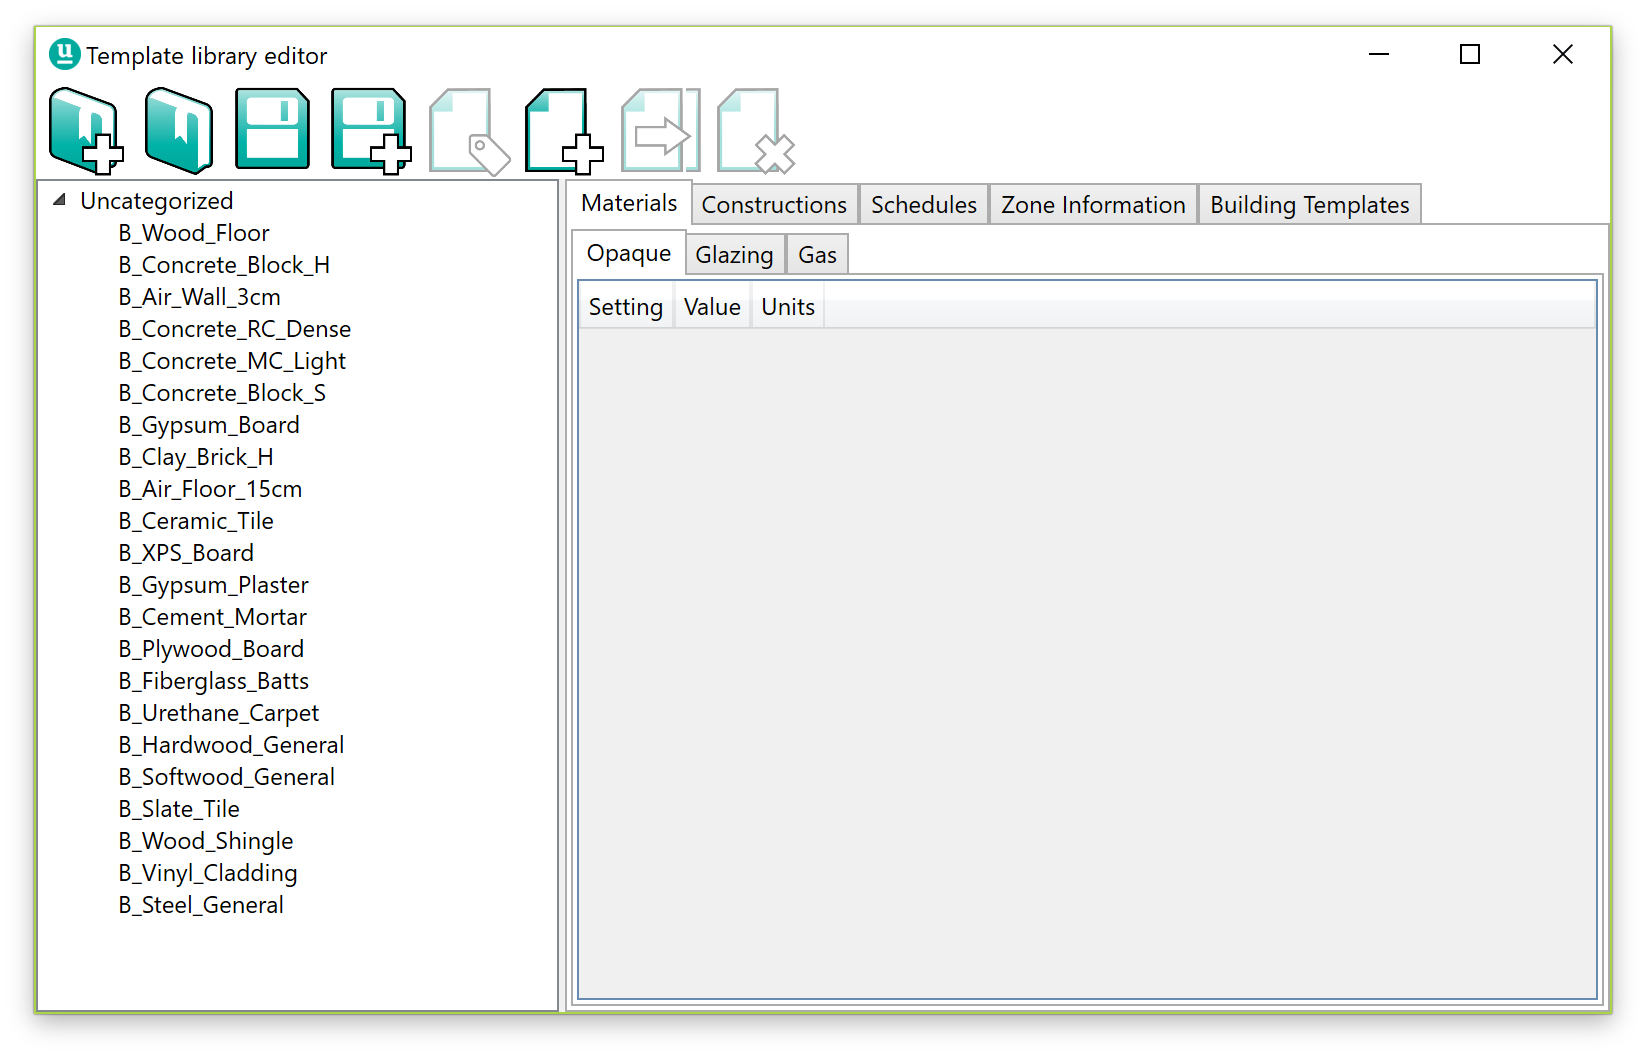 Template library editor
Uncategorized
B_Wood_Floor
B_Concrete_Block_H
B_Air_Wall_3cm
B_Concrete_RC_Dense
B_Concrete_MC_Light
B_Concrete_Block_S
B_Gypsum_Board
B_Clay_Brick_H
B_Air_Floor_15cm
B_Ceramic_Tile
B_XPS_Board
B_Gypsum_Plaster
B_Cement_Mortar
B_Plywood_Board
B_Fiberglass_Batts
B_Urethane_Carpet
B_Hardwood_General
B_Softwood_General
B_Slate_Tile
B_Wood_Shingle
B_Vinyl_Cladding
B_Steel_General
Materials Constructions Schedules Zone Information Building Templates
Opaque Glazing Gas
Setting Value Units